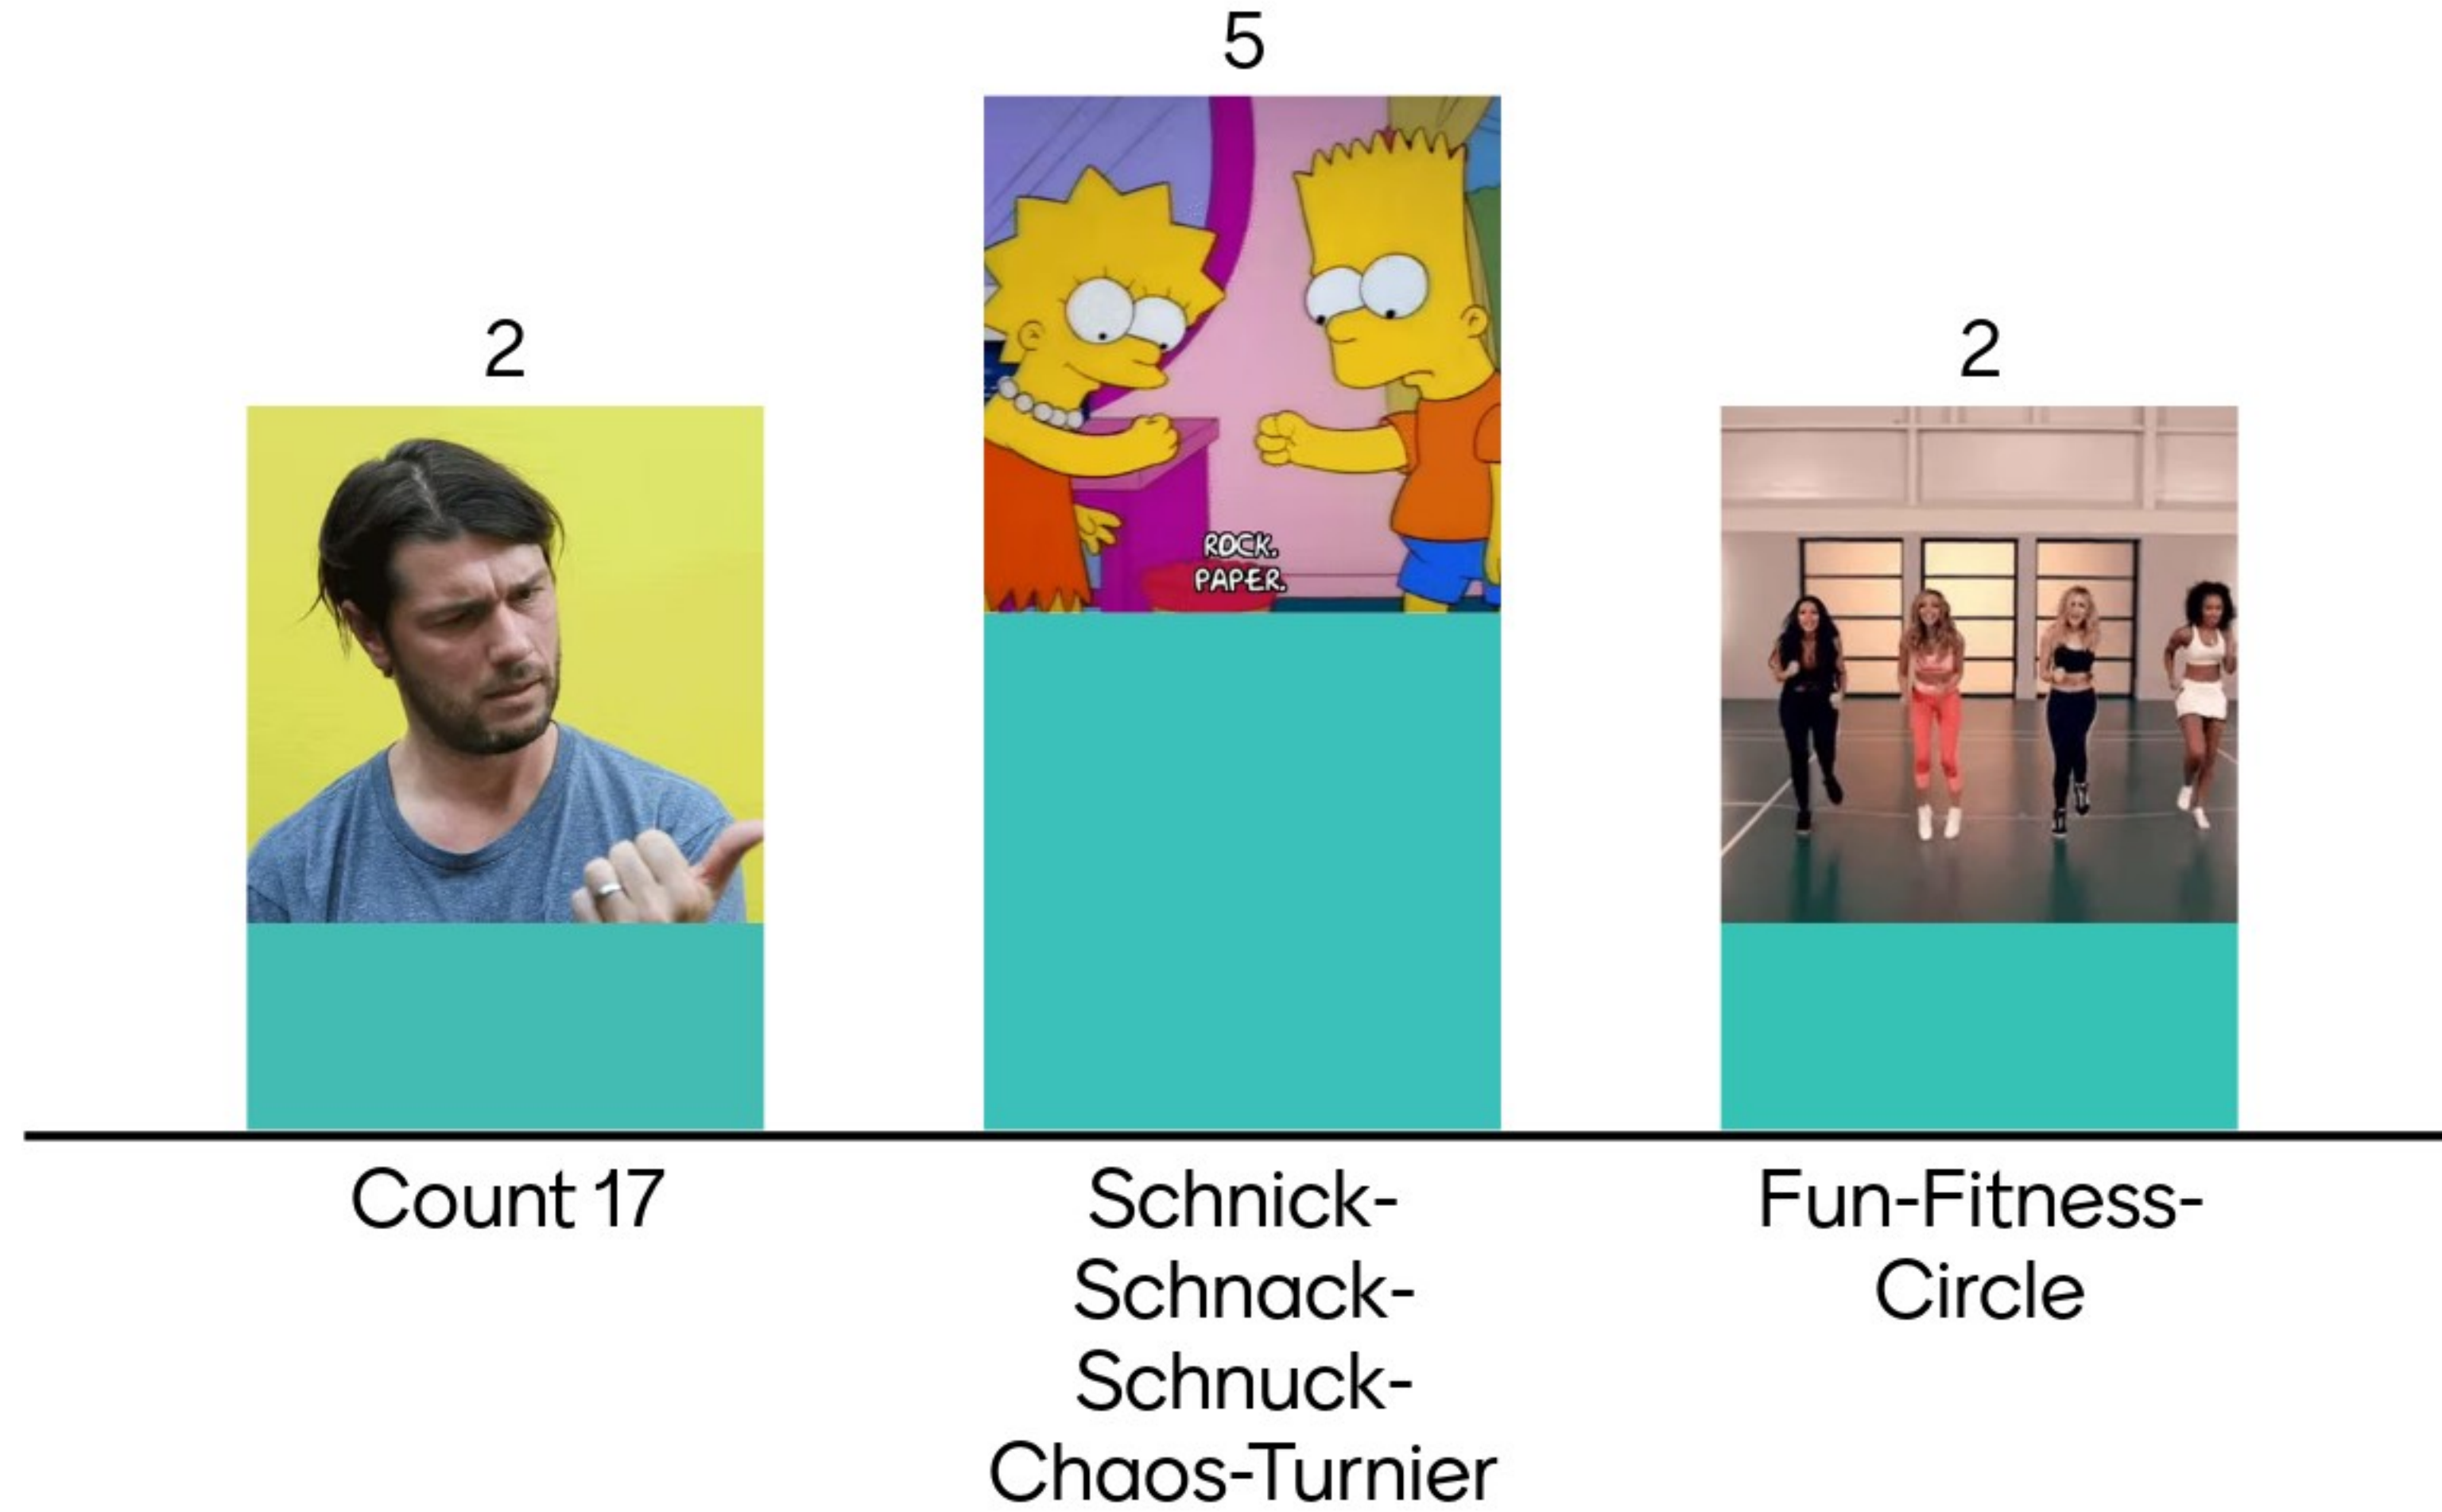 5
2
2
ROCK.
PAPER.
Count 17
Schnick-
Schnack-
Schnuck-
Chaos-Turnier
Fun-Fitness-
Circle